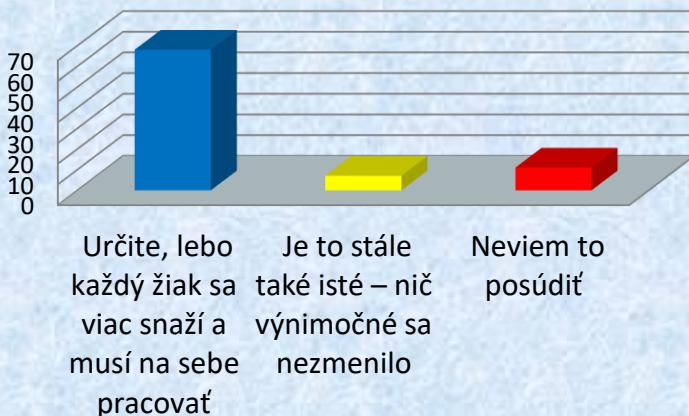 70
60
50
40
30
20
10
0
Určite, lebo
každý žiak sa
viac snaží a
musí na sebe
pracovať
Je to stále
také isté – nič
výnimočné sa
nezmenilo
Neviem to
posúdiť